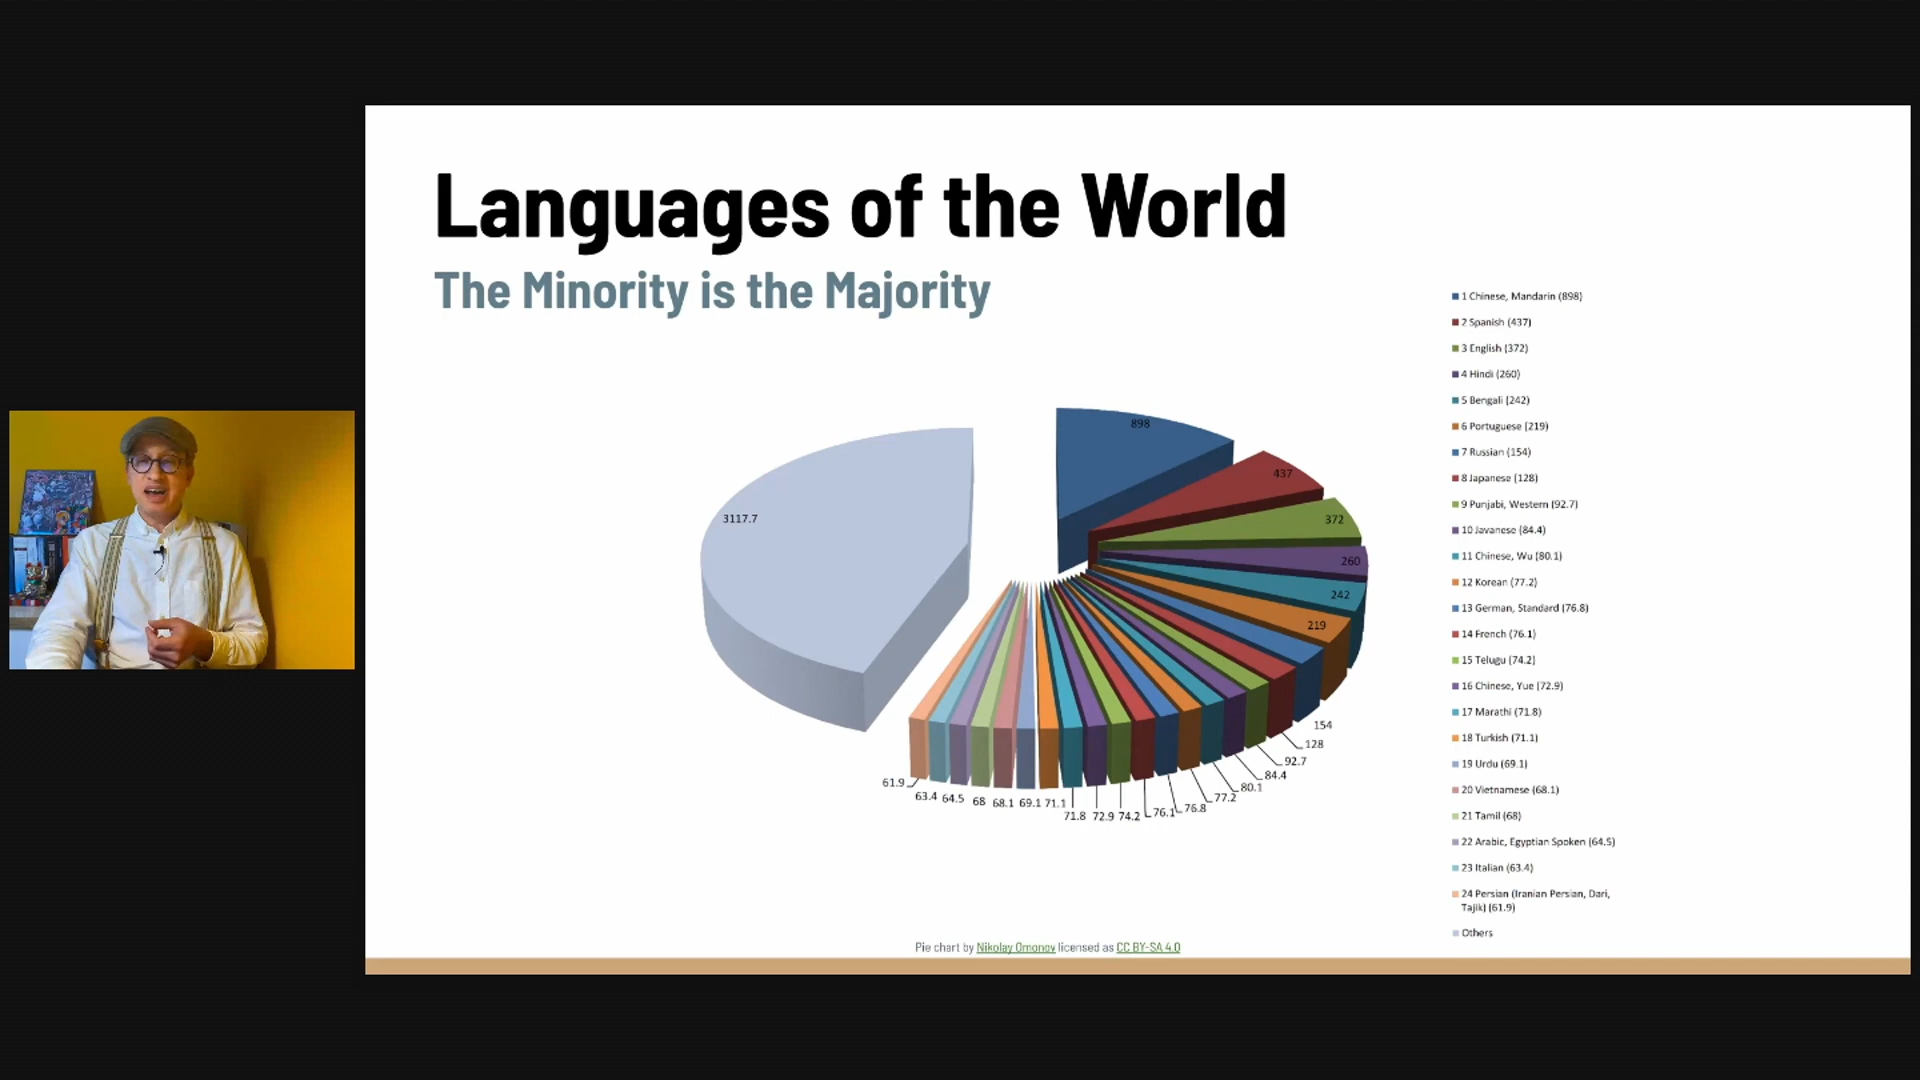 Languages of the World
The Minority is the Majority
898
437
372
260
242
219
154
128
92.7
84.4
80.1
77.2
76.8
76.1
74.2
72.9
71.8
71.1
69.1
68.1
68
64.5
63.4
61.9
3117.7
1 Chinese, Mandarin (898)
2 Spanish (437)
3 English (372)
4 Hindi (260)
5 Bengali (242)
6 Portuguese (219)
7 Russian (154)
8 Japanese (128)
9 Punjabi, Western (92.7)
10 Javanese (84.4)
11 Chinese, Wu (80.1)
12 Korean (77.2)
13 German, Standard (76.8)
14 French (76.1)
15 Telugu (74.2)
16 Chinese, Yue (72.9)
17 Marathi (71.8)
18 Turkish (71.1)
19 Urdu (69.1)
20 Vietnamese (68.1)
21 Tamil (68)
22 Arabic, Egyptian Spoken (64.5)
23 Italian (63.4)
24 Persian (Iranian Persian, Dari,
Tajik) (61.9)
Others
Pie chart by Nikolay Omonov licensed as CC BY-SA 4.0